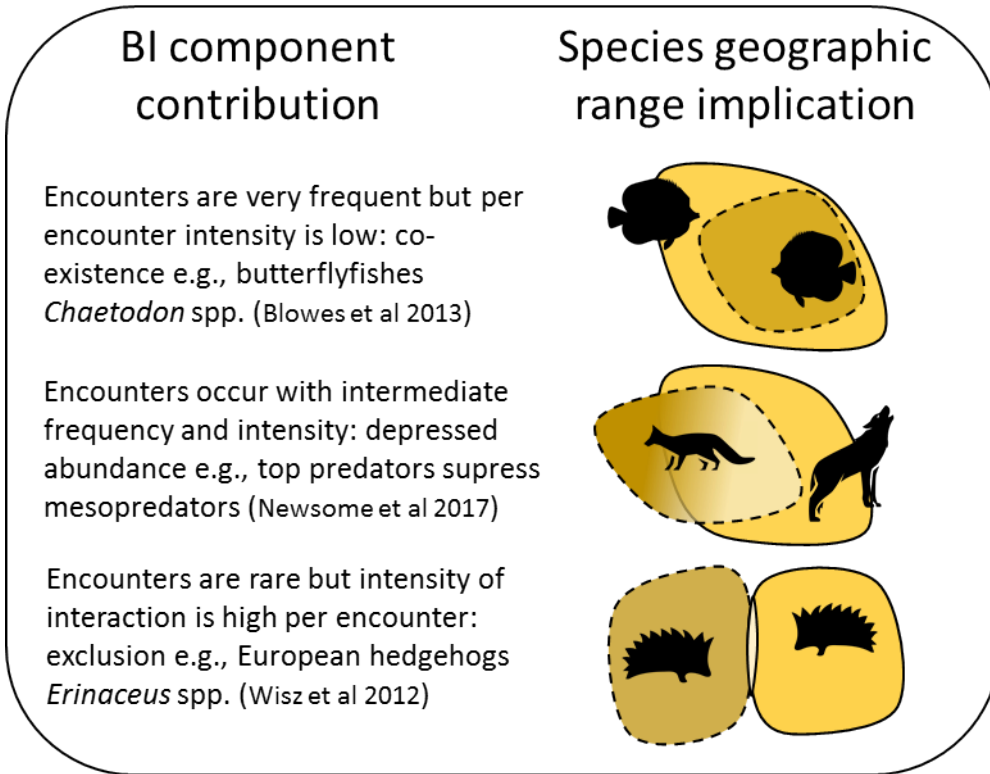 BI component
contribution
Species geographic
range implication
Encounters are very frequent but per
encounter intensity is low: co-
existence e.g., butterflyfishes
Chaetodon spp. (Blowes et al 2013)
Encounters occur with intermediate
frequency and intensity: depressed
abundance e.g., top predators supress
mesopredators (Newsome et al 2017)
Encounters are rare but intensity of
interaction is high per encounter:
exclusion e.g., European hedgehogs
Erinaceus spp. (Wisz et al 2012)